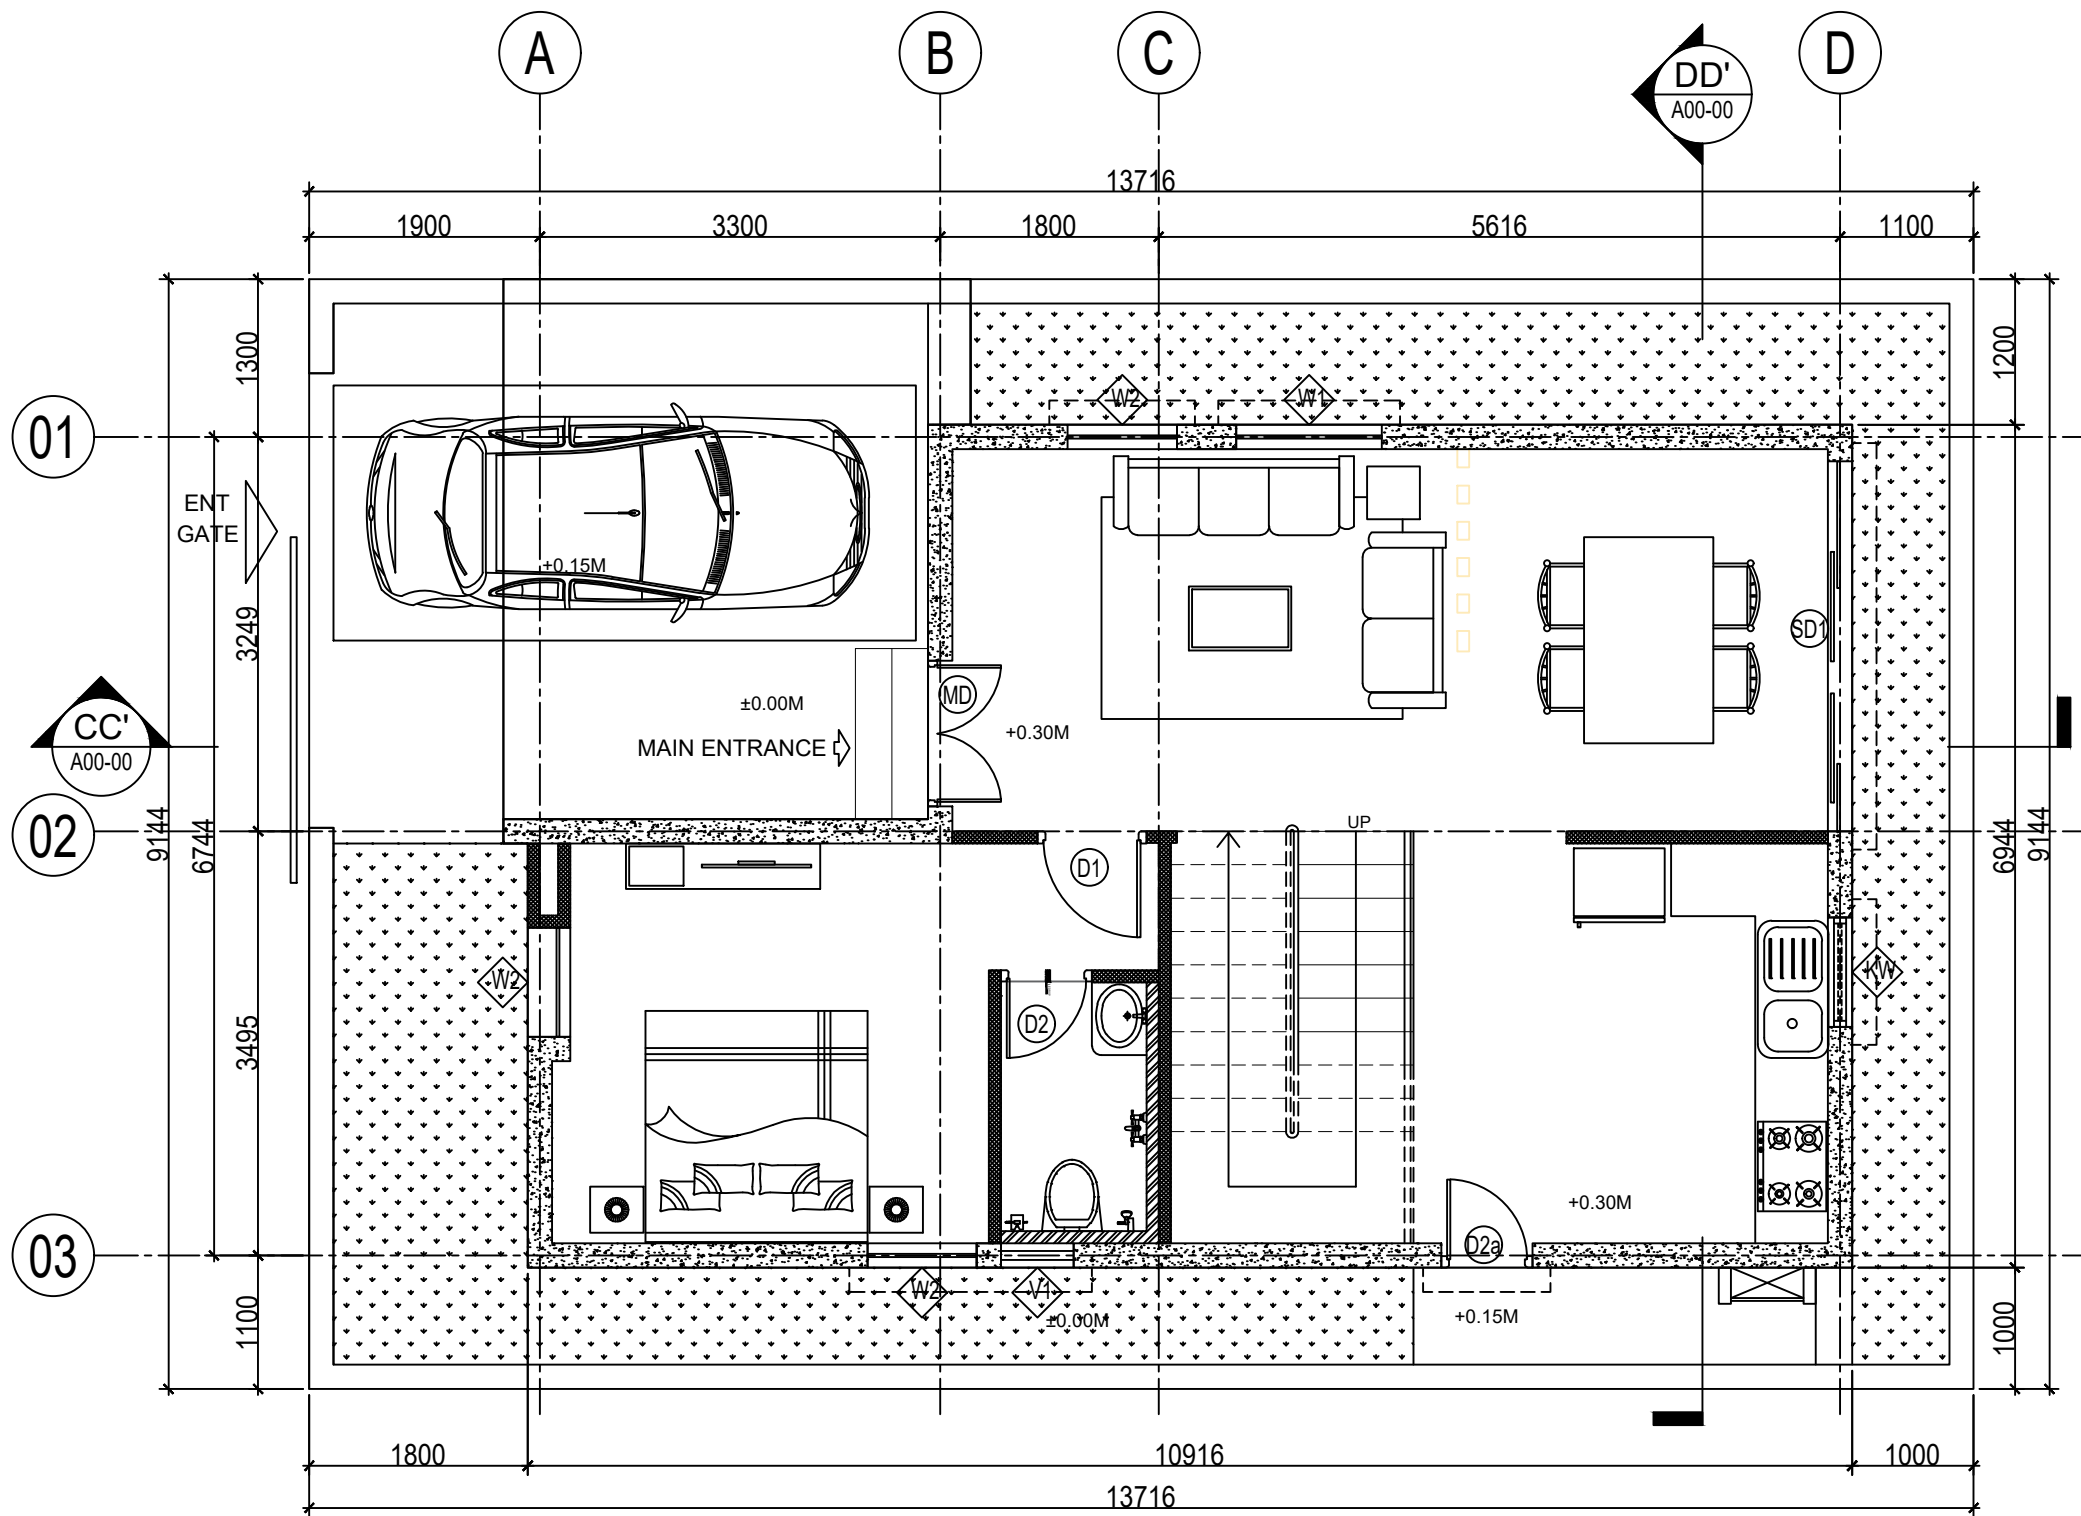 A
B
C
DD'
A00-00
D
13716
1900
3300
1800
5616
1100
1300
1200
W2
W1
01
ENT
GATE
+0.15M
3249
SD1
MD
±0.00M
+0.30M
CC'
A00-00
MAIN ENTRANCE
02
9144
6744
UP
6944
9144
D1
W2
KW
D2
3495
+0.30M
03
D2a
W2
V1
±0.00M
+0.15M
1100
1000
1800
10916
1000
13716